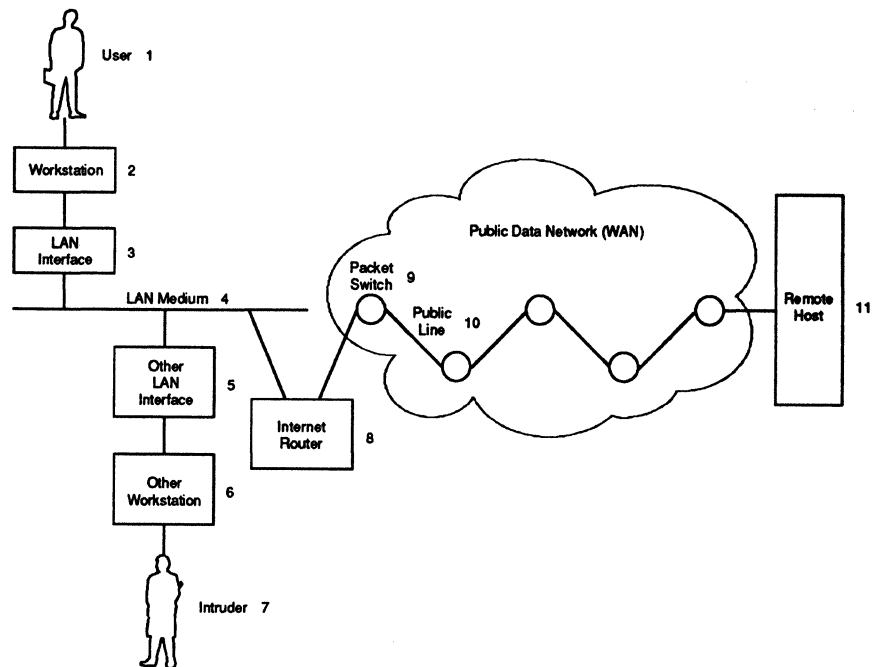 User 1
Workstation 2
LAN
Interface 3
LAN Medium 4
Other
LAN
Interface 5
Other
Workstation 6
Intruder 7
Internet
Router 8
Public Data Network (WAN)
Packet
Switch 9
Public
Line 10
Remote
Host 11